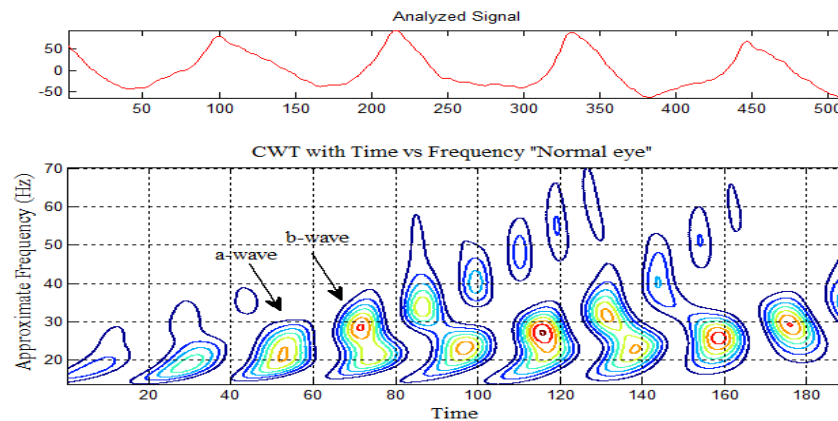 Analyzed Signal
50
0
-50
50 100 150 200 250 300 350 400 450 500
CWT with Time vs Frequency "Normal eye"
Approximate Frequency (Hz)
70
60
50
40
30
20
a-wave
b-wave
20 40 60 80 100 120 140 160 180
Time